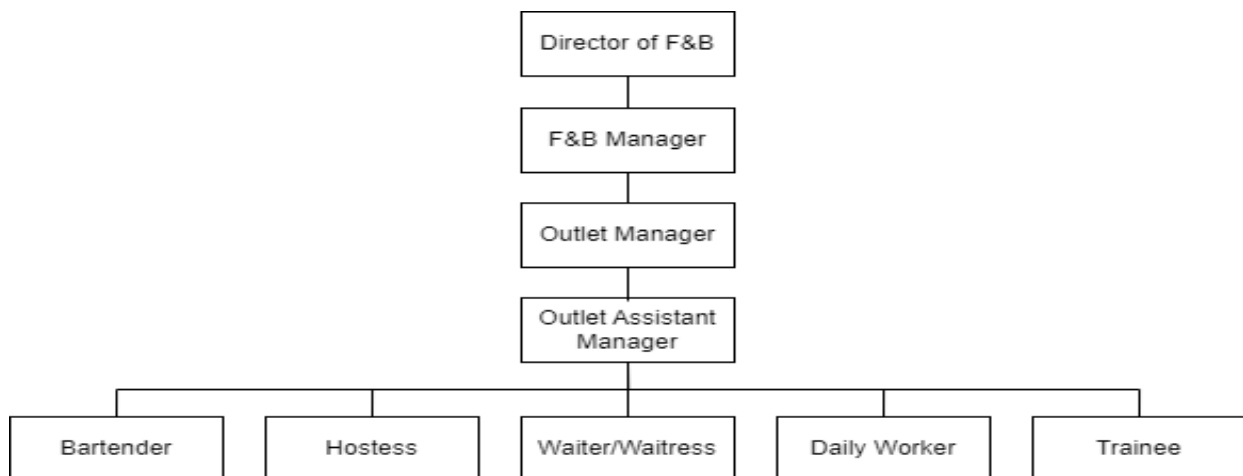 Director of F&B
F&B Manager
Outlet Manager
Outlet Assistant
Manager
Bartender
Hostess
Waiter/Waitress
Daily Worker
Trainee